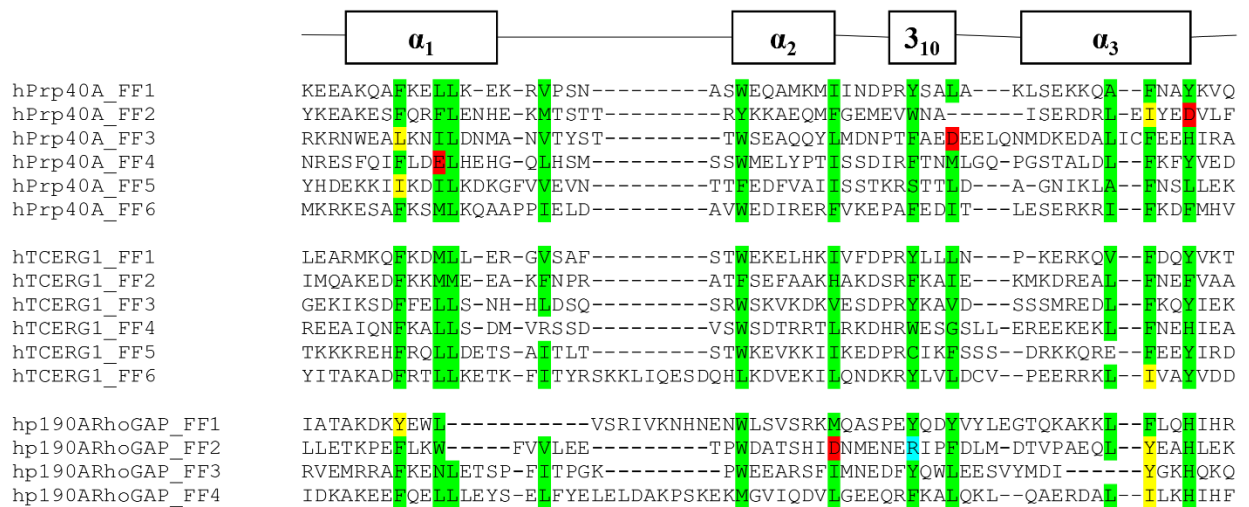 α1 α2 310 α3
hPrp40A_FF1 KEEAKQAFKELLK-EK-RVPSN---------ASWEQAMKMIINDPRYSALA---KLSEKKQA--FNAYKVQ
hPrp40A_FF2 YKEAKESFQRFLENHE-KMTSTT---------RYKKAEQMFGEMEVWNA------ISERDRL-EIYEDVLF
hPrp40A_FF3 RKRNWEALKNILDNMA-NVTYST---------TWSEAQQYLMDNPTFAEDEELQNMDKEDALICFEEHIRA
hPrp40A_FF4 NRESFQIFLDELHEHG-QLHSM---------SSWMELYPTISSDIRFTNMLGQ-PGSTALDL--FKFYVED
hPrp40A_FF5 YHDEKKIIKDILKDKGFVVEVN---------TTFEDFVAIISSTKRSTTLD---A-GNIKLA--FNSLLEK
hPrp40A_FF6 MKRKESAFKSMLKQAAPPIELD---------AVWEDIRERFVKEPAFEDIT---LESERKRI--FKDFMHV
hTCERG1_FF1 LEARMKQFKDMLL-ER-GVSAF---------STWEKELHKIVFDPRYLLLN---P-KERKQV--FDQYVKT
hTCERG1_FF2 IMQAKEDFKKMME-EA-KFNPR---------ATFSEFAAKHAKDSRFKAIE---KMKDREAL--FNEFVAA
hTCERG1_FF3 GEKIKSDFFELLS-NH-HLDSQ---------SRWSKVKDKVESDPRYKAVD---SSSMREDL--FKQYIEK
hTCERG1_FF4 REEAIQNFKALLS-DM-VRSSD---------VSWSDTRRTLRKDHRWESGSLL-EREEKEKL--FNEHIEA
hTCERG1_FF5 TKKKREHFRQLLDETS-AITLT---------STWKEVKKIIKEDPRCIKFSSS--DRKKQRE--FEEYIRD
hTCERG1_FF6 YITAKADFRTLLKETK-FITYRSKKLIQESDQHLKDVEKILQNDKRYLVLDCV--PEERRKL--IVAYVDD
hp190ARhoGAP_FF1 IATAKDKYEWL-----------VSRIVKNHNENWLSVSRKMQASPEYQDYVYLEGTQKAKKL--FLQHIHR
hp190ARhoGAP_FF2 LLETKPEFLKW-----FVVLEE---------TPWDATSHIDNMENERIPFDLM-DTVPAEQL--YEAHLEK
hp190ARhoGAP_FF3 RVEMRRAFKENLETSP-FITPGK---------PWEEARSFIMNEDFYQWLEESVYMDI------YGKHQKQ
hp190ARhoGAP_FF4 IDKAKEEFQELLLEYS-ELFYELELDAKPSKEKMGVIQDVLGEEQRFKALQKL--QAERDAL--ILKHIHF